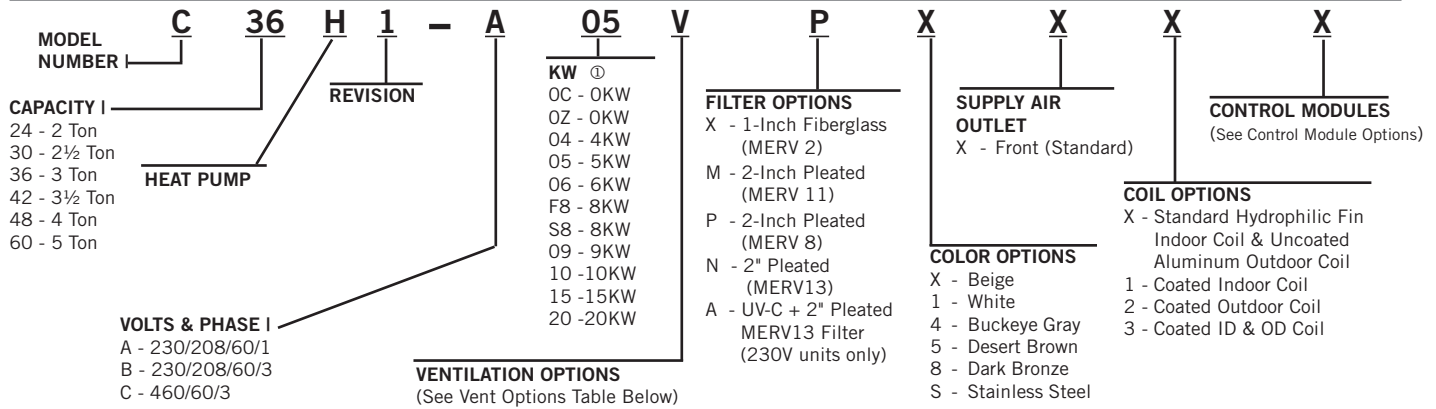 C 36 H 1 – A 05 V P X X X X
MODEL
NUMBER
CAPACITY
24 - 2 Ton
30 - 2½ Ton
36 - 3 Ton
42 - 3½ Ton
48 - 4 Ton
60 - 5 Ton
HEAT PUMP
REVISION
VOLTS & PHASE
A - 230/208/60/1
B - 230/208/60/3
C - 460/60/3
KW ①
0C - 0KW
0Z - 0KW
04 - 4KW
05 - 5KW
06 - 6KW
F8 - 8KW
S8 - 8KW
09 - 9KW
10 -10KW
15 -15KW
20 -20KW
VENTILATION OPTIONS
(See Vent Options Table Below)
FILTER OPTIONS
X - 1-Inch Fiberglass
(MERV 2)
M - 2-Inch Pleated
(MERV 11)
P - 2-Inch Pleated
(MERV 8)
N - 2" Pleated
(MERV13)
A - UV-C + 2" Pleated
MERV13 Filter
(230V units only)
COLOR OPTIONS
X - Beige
1 - White
4 - Buckeye Gray
5 - Desert Brown
8 - Dark Bronze
S - Stainless Steel
SUPPLY AIR
OUTLET
X - Front (Standard)
COIL OPTIONS
X - Standard Hydrophilic Fin
Indoor Coil & Uncoated
Aluminum Outdoor Coil
1 - Coated Indoor Coil
2 - Coated Outdoor Coil
3 - Coated ID & OD Coil
CONTROL MODULES
(See Control Module Options)